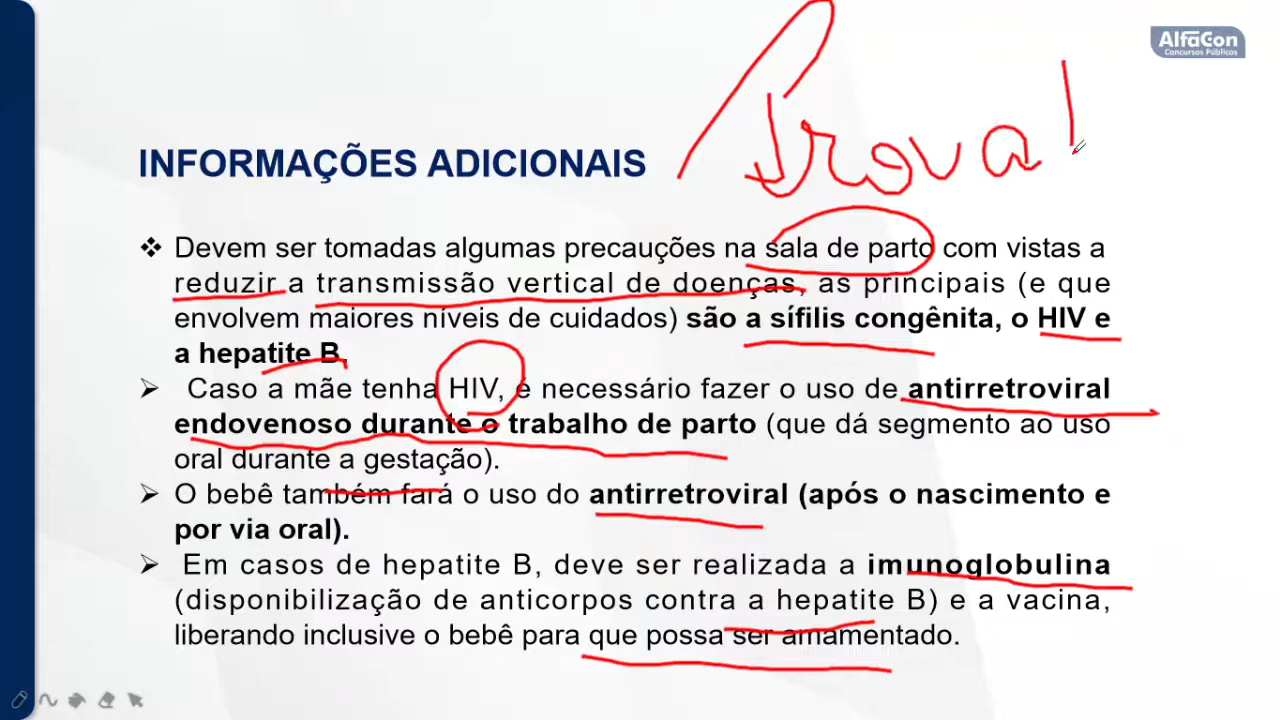 AlfaCon
Concursos Públicos
Prova!
INFORMAÇÕES ADICIONAIS
❖ Devem ser tomadas algumas precauções na sala de parto com vistas a
reduzir a transmissão vertical de doenças, as principais (e que
envolvem maiores níveis de cuidados) são a sífilis congênita, o HIV e
a hepatite B.
➢ Caso a mãe tenha HIV, é necessário fazer o uso de antirretroviral
endovenoso durante o trabalho de parto (que dá segmento ao uso
oral durante a gestação).
➢ O bebê também fará o uso do antirretroviral (após o nascimento e
por via oral).
➢ Em casos de hepatite B, deve ser realizada a imunoglobulina
(disponibilização de anticorpos contra a hepatite B) e a vacina,
liberando inclusive o bebê para que possa ser amamentado.